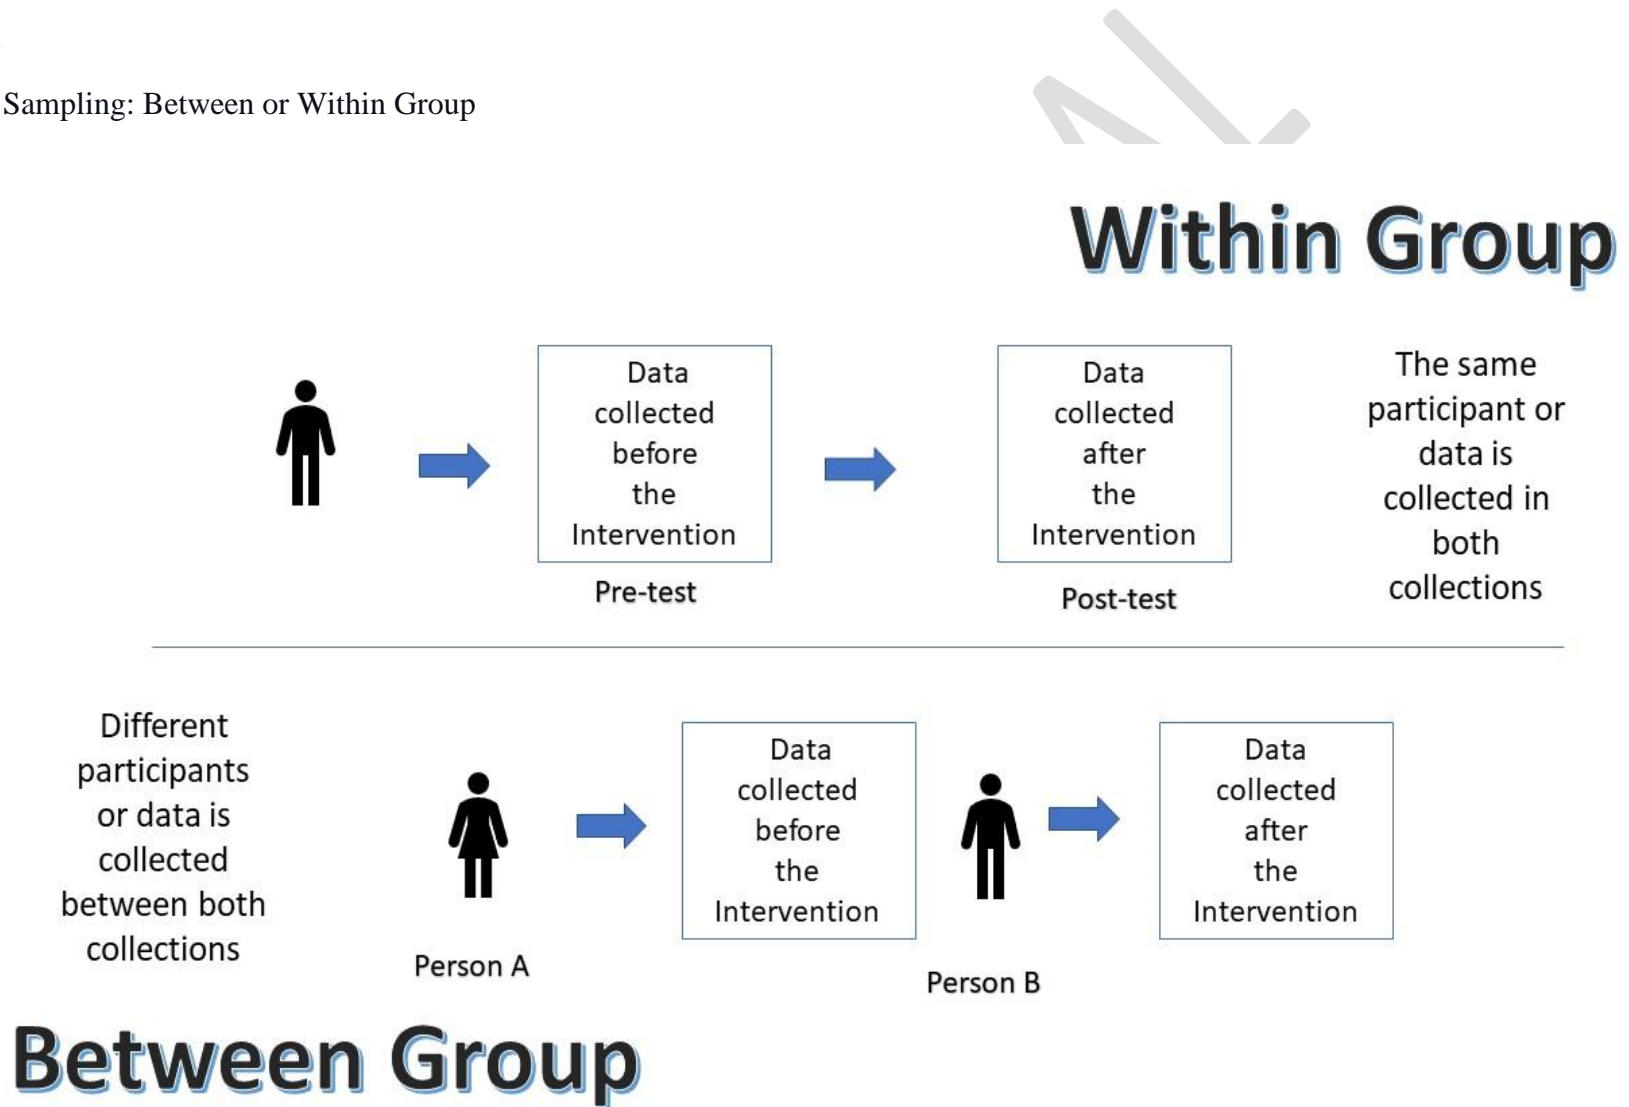 Sampling: Between or Within Group
Within Group
Data
collected
before
the
Intervention
Pre-test
Data
collected
after
the
Intervention
Post-test
The same
participant or
data is
collected in
both
collections
Different
participants
or data is
collected
between both
collections
Person A
Data
collected
before
the
Intervention
Person B
Data
collected
after
the
Intervention
Between Group